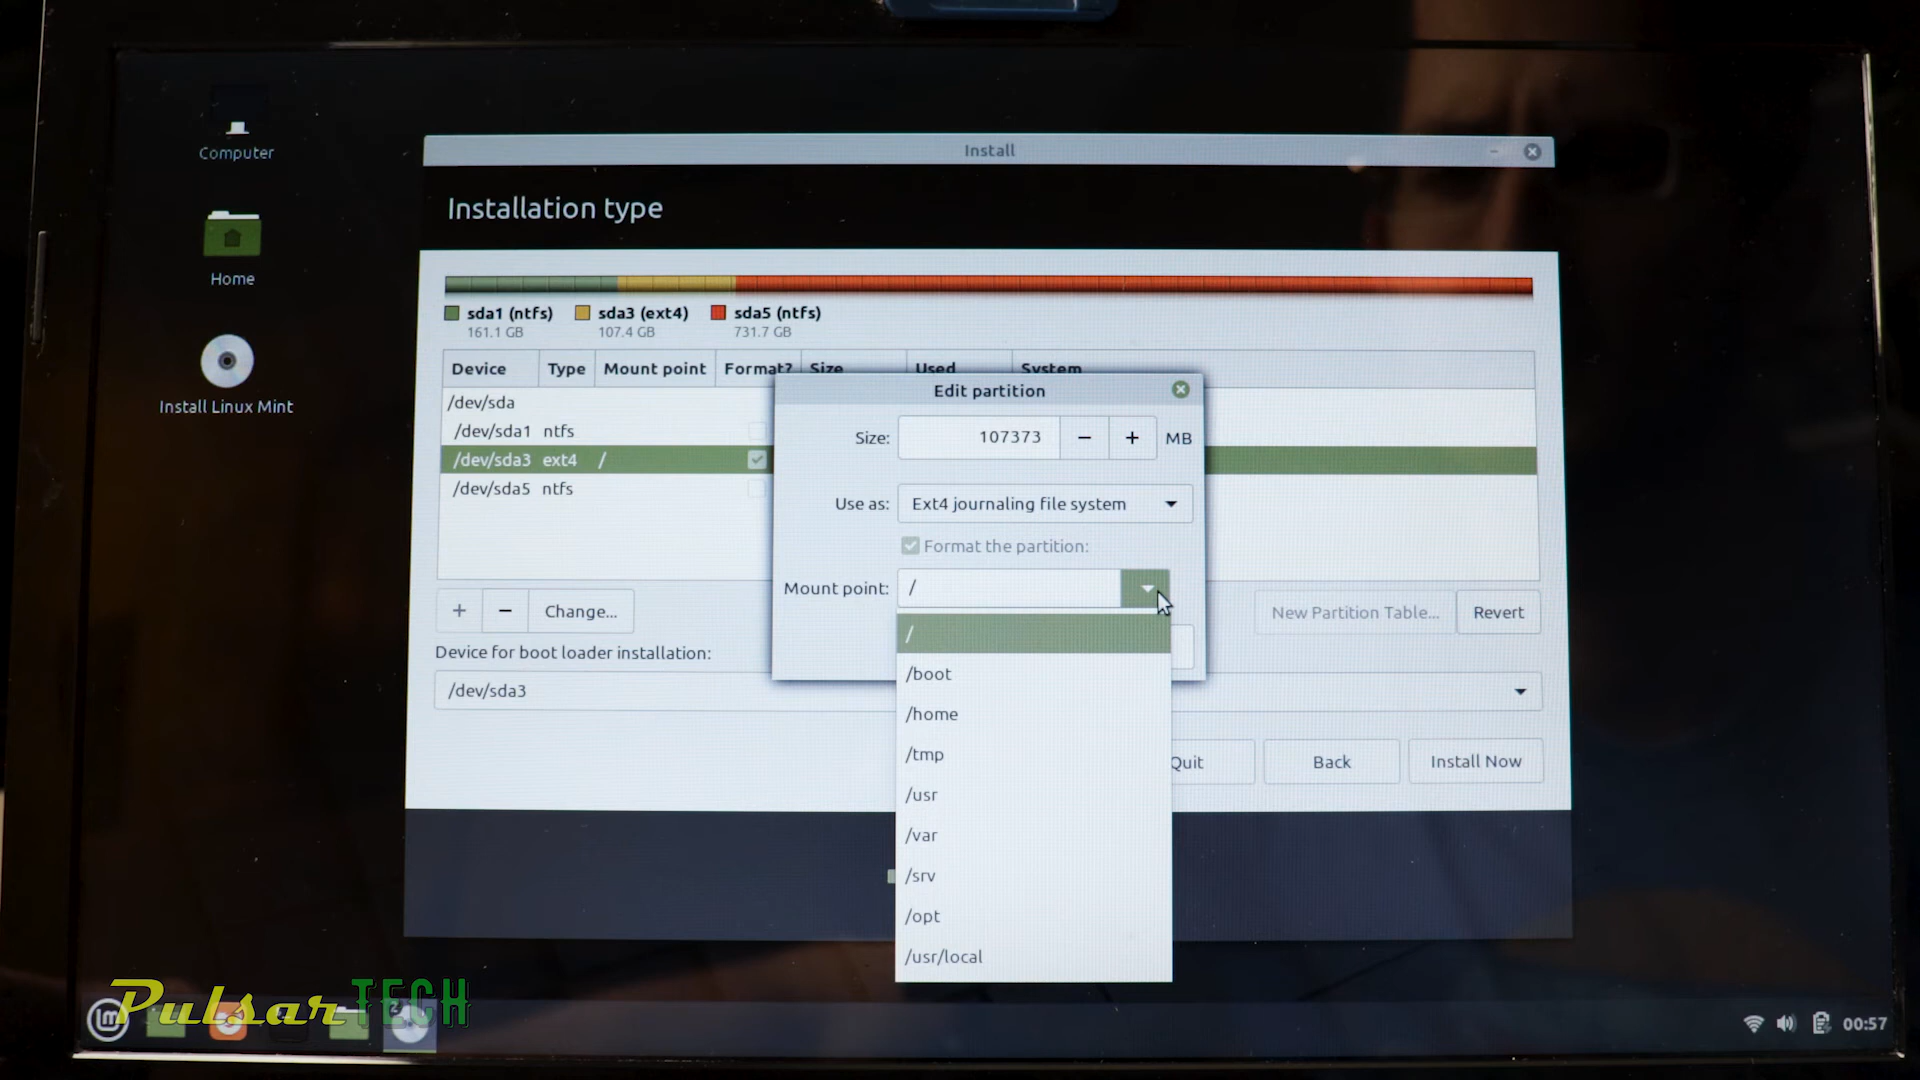 Computer
Home
Install Linux Mint
Install
Installation type
sda1 (ntfs)
161.1 GB
sda3 (ext4)
107.4 GB
sda5 (ntfs)
731.7 GB
Device Type Mount point Format? Size Used System
/dev/sda
/dev/sda1 ntfs
/dev/sda3 ext4 /
/dev/sda5 ntfs
+ − Change...
New Partition Table... Revert
Device for boot loader installation:
/dev/sda3
Quit Back Install Now
Edit partition
Size: 107373 − + MB
Use as: Ext4 journaling file system
Format the partition:
Mount point: /
/
/boot
/home
/tmp
/usr
/var
/srv
/opt
/usr/local
Pulsar TECH
lm
2
00:57